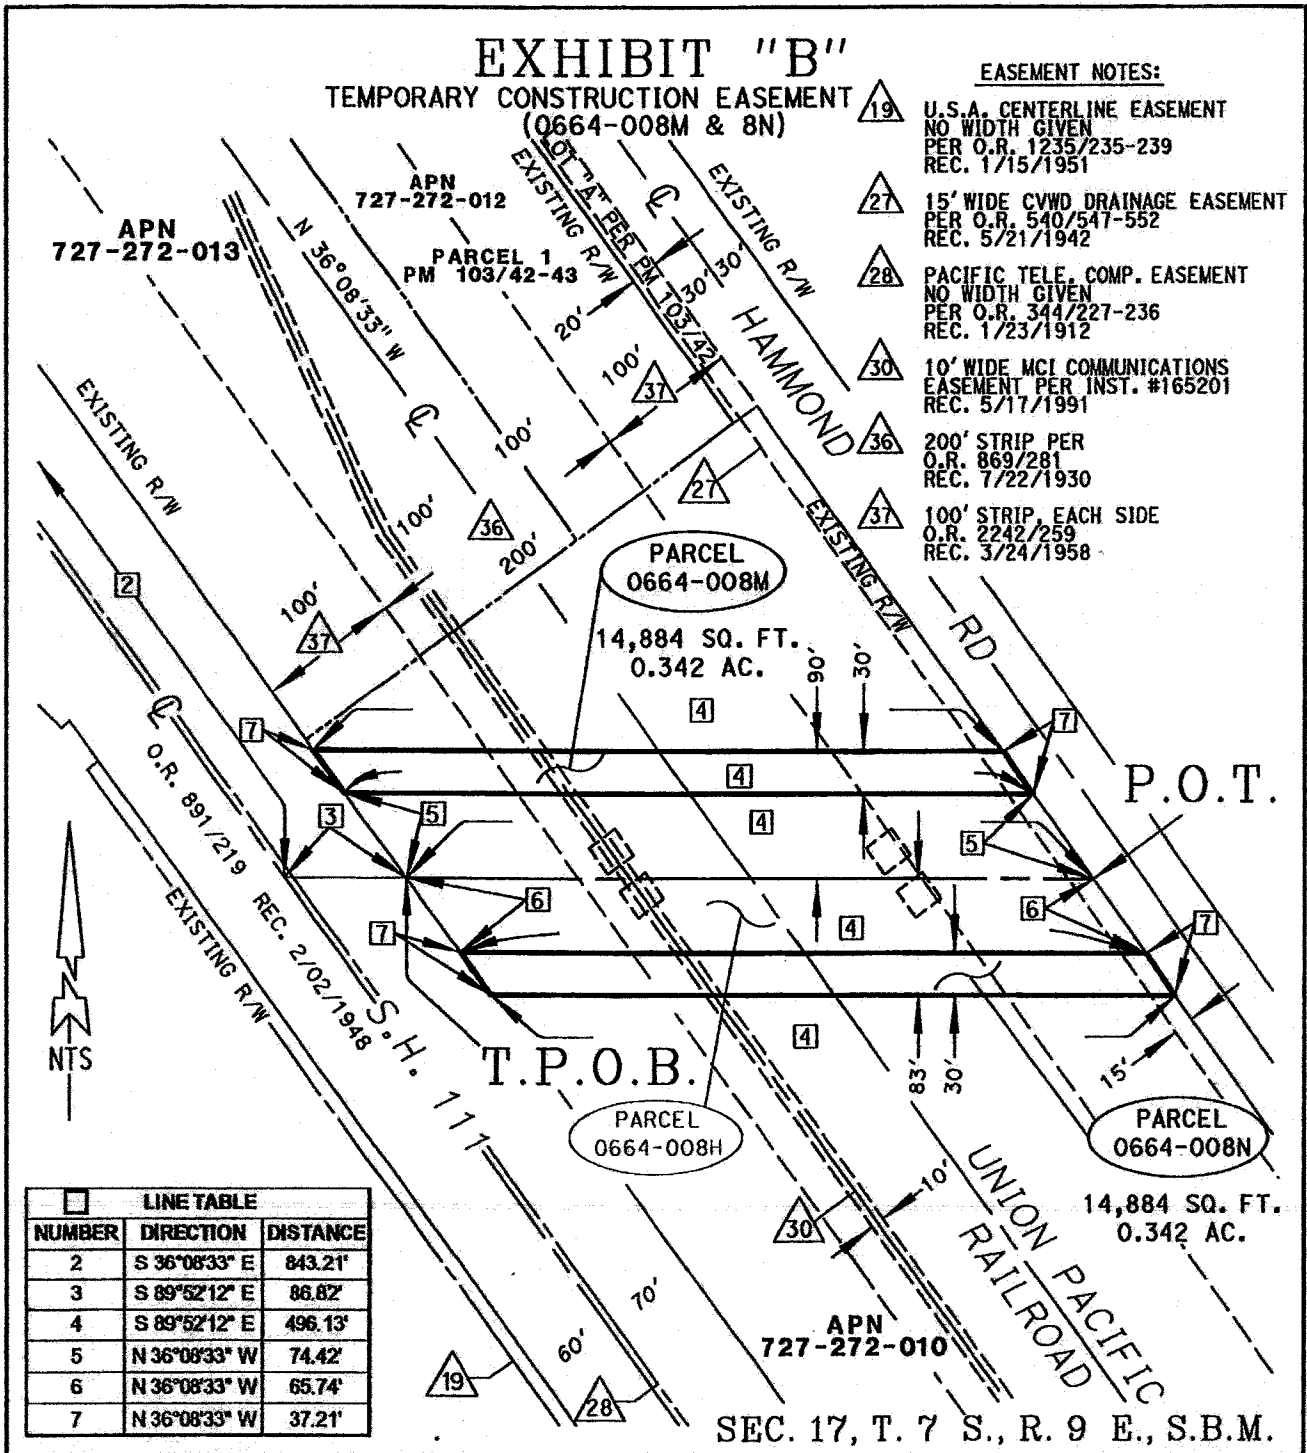 EXHIBIT "B"
TEMPORARY CONSTRUCTION EASEMENT
(0664-008M & 8N)
EASEMENT NOTES:
19
U.S.A. CENTERLINE EASEMENT
NO WIDTH GIVEN
PER O.R. 1235/235-239
REC. 1/15/1951
27
15' WIDE CVWD DRAINAGE EASEMENT
PER O.R. 540/547-552
REC. 5/21/1942
28
PACIFIC TELE. COMP. EASEMENT
NO WIDTH GIVEN
PER O.R. 344/227-236
REC. 1/23/1912
30
10' WIDE MCI COMMUNICATIONS
EASEMENT PER INST. #165201
REC. 5/17/1991
36
200' STRIP PER
O.R. 869/281
REC. 7/22/1930
37
100' STRIP, EACH SIDE
O.R. 2242/259
REC. 3/24/1958
APN
727-272-013
APN
727-272-012
PARCEL 1
PM 103/42-43
N 36°08'33" W
LOT "A" PER PM 103/42
EXISTING R/W
EXISTING R/W
℄
30'
30'
20'
100'
37
HAMMOND
RD
EXISTING R/W
EXISTING R/W
℄
100'
27
100'
36
200'
100'
37
2
PARCEL
0664-008M
14,884 SQ. FT.
0.342 AC.
90'
30'
4
7
7
4
P.O.T.
3
5
4
5
℄
O.R. 891/219 REC. 2/02/1948
EXISTING R/W
6
6
7
4
7
NTS
S.H. 111
T.P.O.B.
4
83'
30'
15'
PARCEL
0664-008H
PARCEL
0664-008N
14,884 SQ. FT.
0.342 AC.
10'
30
UNION PACIFIC
RAILROAD
70'
60'
19
28
APN
727-272-010
LINE TABLE
NUMBER DIRECTION DISTANCE
2 S 36°08'33" E 843.21'
3 S 89°52'12" E 86.82'
4 S 89°52'12" E 496.13'
5 N 36°08'33" W 74.42'
6 N 36°08'33" W 65.74'
7 N 36°08'33" W 37.21'
SEC. 17, T. 7 S., R. 9 E., S.B.M.